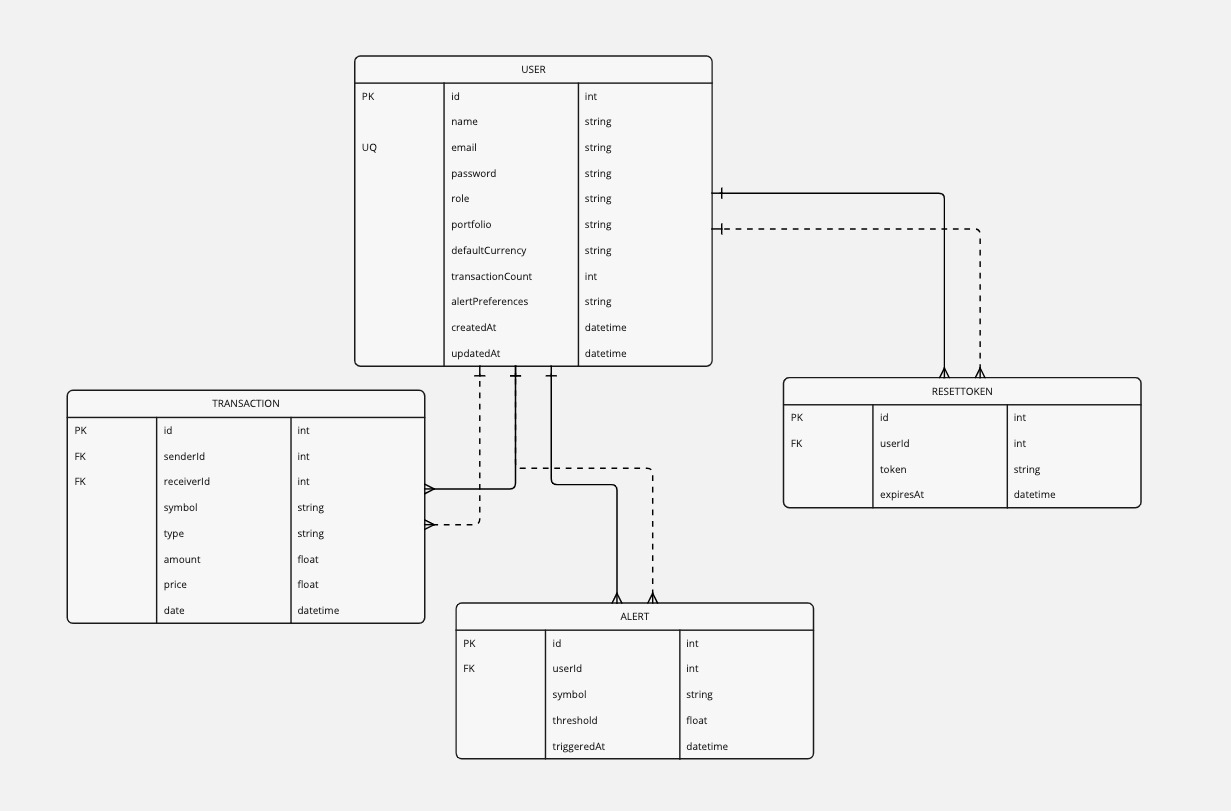 USER
PK id int
name string
UQ email string
password string
role string
portfolio string
defaultCurrency string
transactionCount int
alertPreferences string
createdAt datetime
updatedAt datetime
TRANSACTION
PK id int
FK senderId int
FK receiverId int
symbol string
type string
amount float
price float
date datetime
RESETTOKEN
PK id int
FK userId int
token string
expiresAt datetime
ALERT
PK id int
FK userId int
symbol string
threshold float
triggeredAt datetime